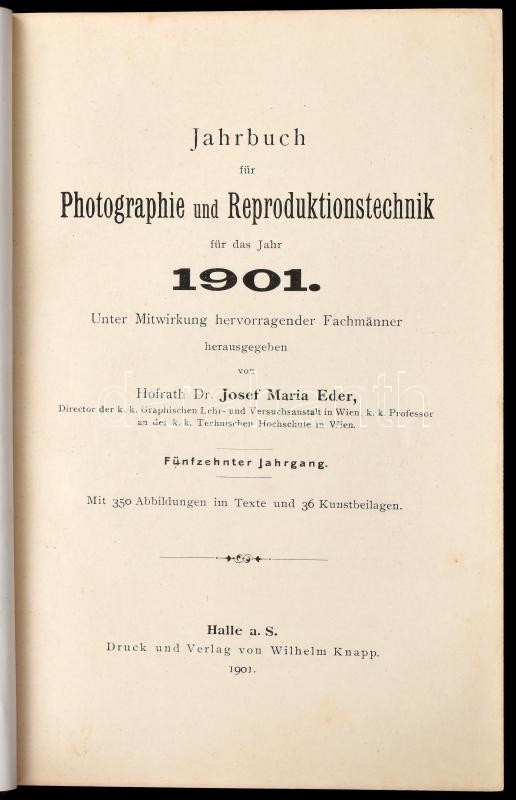 Jahrbuch
für
Photographie und Reproduktionstechnik
für das Jahr
1901.
Unter Mitwirkung hervorragender Fachmänner
herausgegeben
von
Hofrath Dr. Josef Maria Eder,
Director der k. k. Graphischen Lehr- und Versuchsanstalt in Wien, k. k. Professor
an der k. k. Technischen Hochschule in Wien.
Fünfzehnter Jahrgang.
Mit 350 Abbildungen im Texte und 36 Kunstbeilagen.
Halle a. S.
Druck und Verlag von Wilhelm Knapp.
1901.